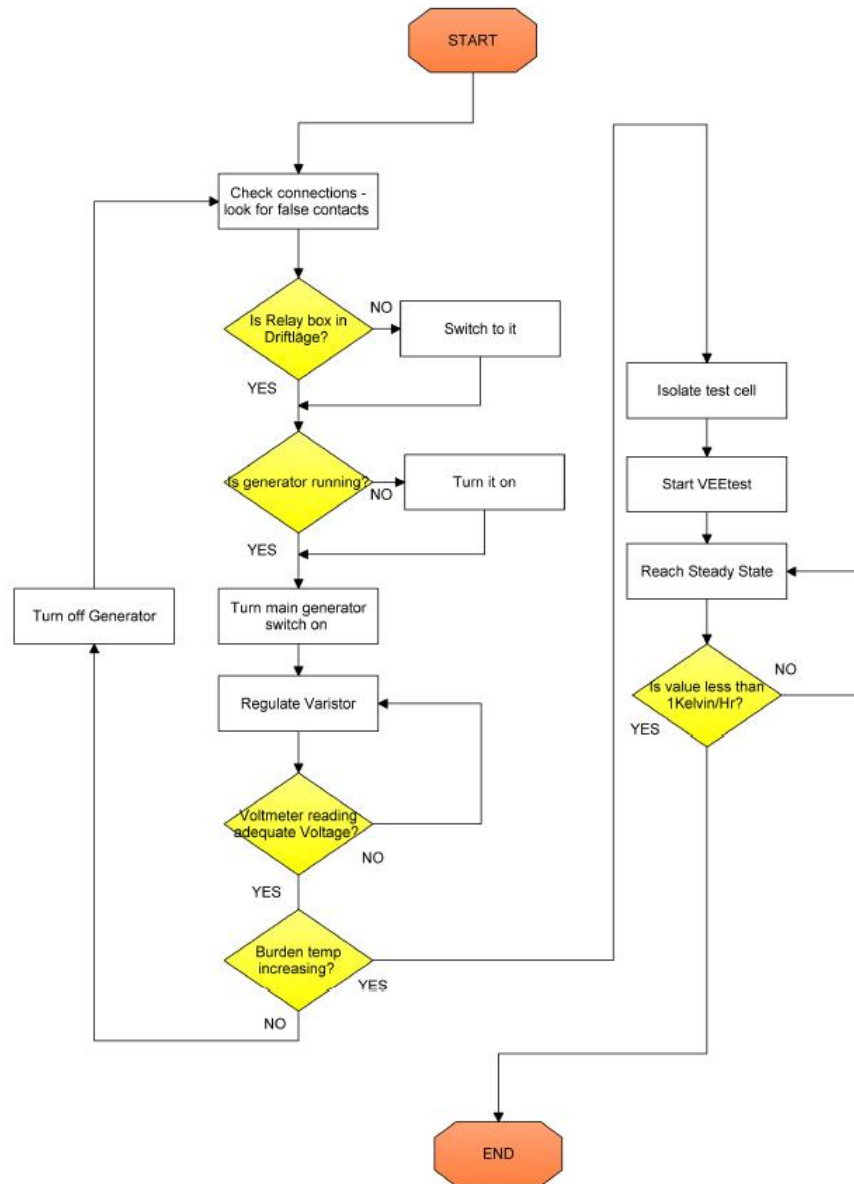 START
Check connections -
look for false contacts
Is Relay box in
Driftläge?
NO
Switch to it
YES
Is generator running?
NO
Turn it on
YES
Turn main generator
switch on
Turn off Generator
Regulate Varistor
Voltmeter reading
adequate Voltage?
NO
YES
Burden temp
increasing?
YES
NO
Isolate test cell
Start VEEtest
Reach Steady State
Is value less than
1Kelvin/Hr?
NO
YES
END